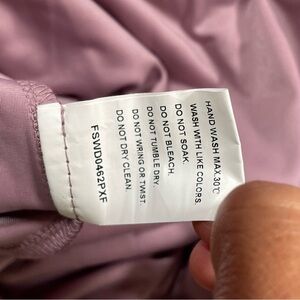 HAND WASH MAX.30℃
WASH WITH LIKE COLORS.
DO NOT SOAK.
DO NOT BLEACH.
DO NOT TUMBLE DRY.
DO NOT WRING OR TWIST.
DO NOT DRY CLEAN.
FSWD0462PXF